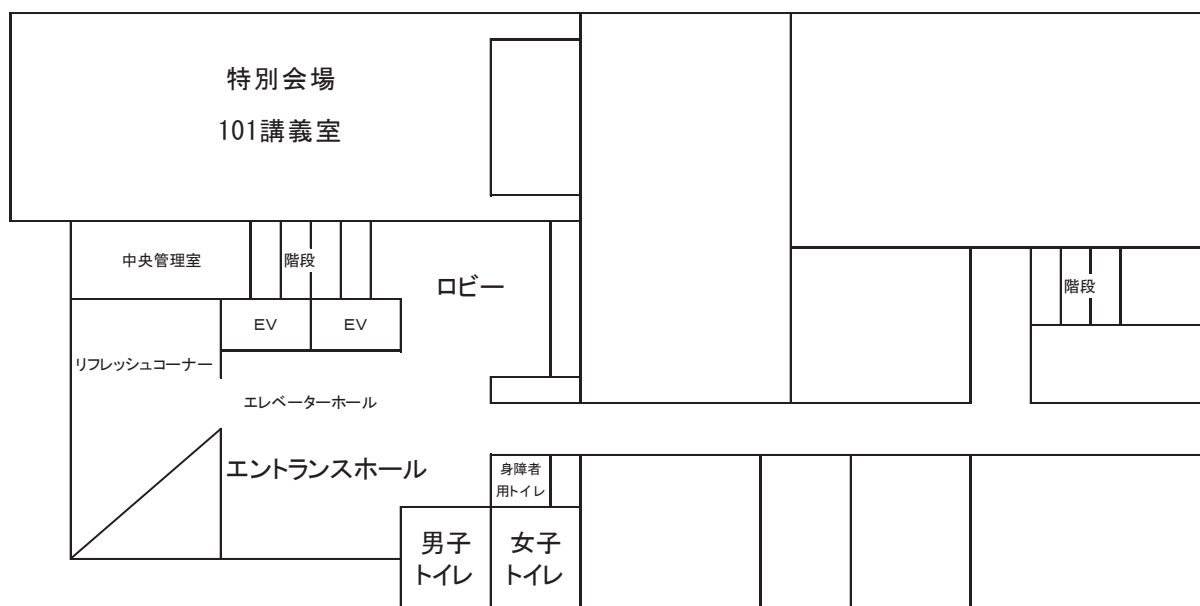 特別会場
101講義室
中央管理室
階段
ロビー
階段
EV
EV
リフレッシュコーナー
エレベーターホール
エントランスホール
身障者
用トイレ
男子
トイレ
女子
トイレ